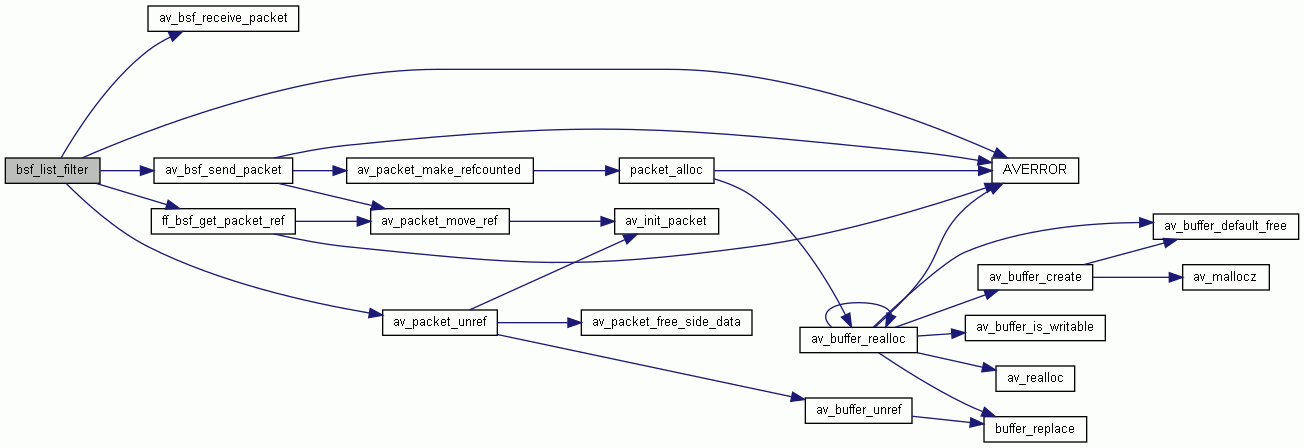 av_bsf_receive_packet
bsf_list_filter
av_bsf_send_packet
av_packet_make_refcounted
packet_alloc
AVERROR
ff_bsf_get_packet_ref
av_packet_move_ref
av_init_packet
av_buffer_default_free
av_buffer_create
av_mallocz
av_packet_unref
av_packet_free_side_data
av_buffer_realloc
av_buffer_is_writable
av_realloc
av_buffer_unref
buffer_replace